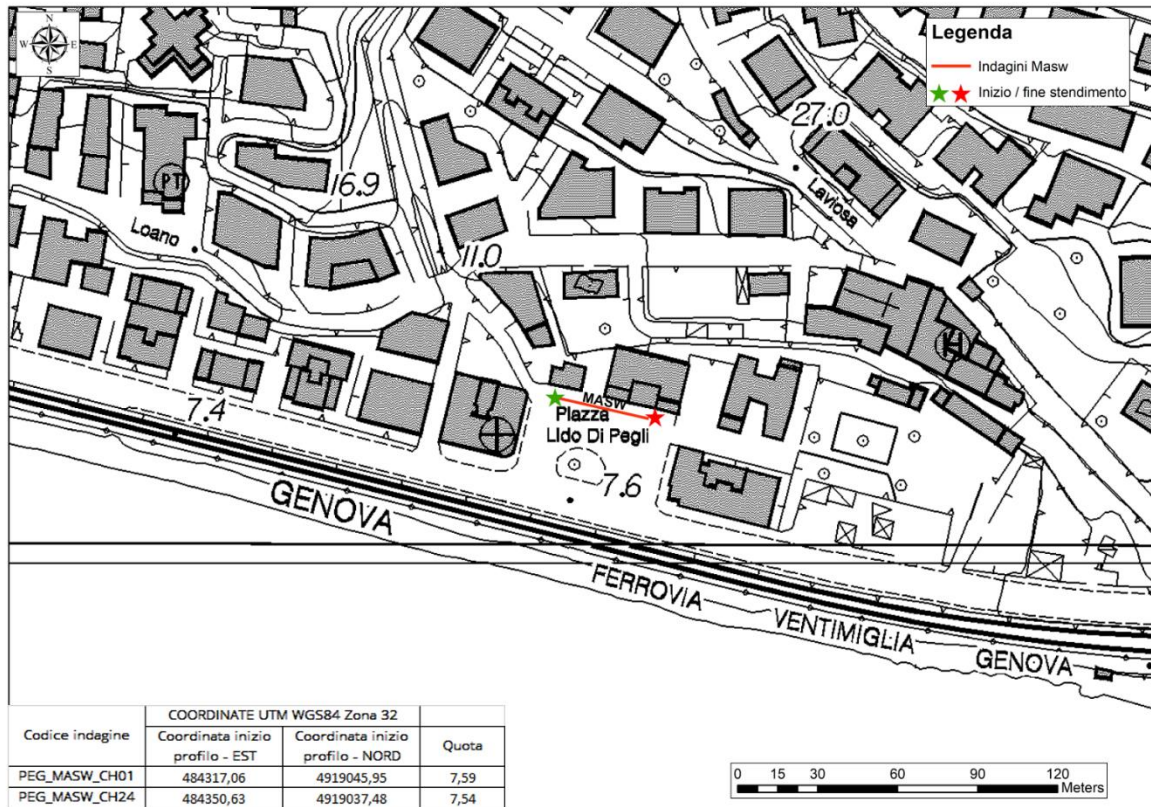 N
W E
S
Legenda
Indagini Masw
Inizio / fine stendimento
27.0
PT
16.9
Laviosa
Loano
11.0
H
7.4
MASW
Piazza
Lido Di Pegli
7.6
GENOVA
FERROVIA
VENTIMIGLIA
GENOVA
Codice indagine
COORDINATE UTM WGS84 Zona 32
Coordinata inizio profilo - EST
Coordinata inizio profilo - NORD
Quota
PEG_MASW_CH01 484317,06 4919045,95 7,59
PEG_MASW_CH24 484350,63 4919037,48 7,54
0 15 30 60 90 120
Meters